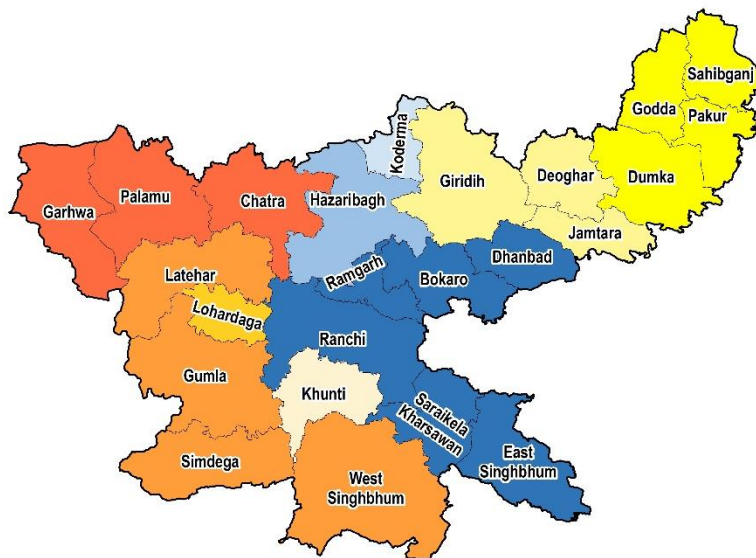 Sahibganj
Godda
Pakur
Koderma
Deoghar
Dumka
Giridih
Palamu
Chatra
Hazaribagh
Garhwa
Jamtara
Dhanbad
Latehar
Ramgarh
Bokaro
Lohardaga
Ranchi
Gumla
Khunti
Saraikela
Kharsawan
Simdega
East
Singhbhum
West
Singhbhum